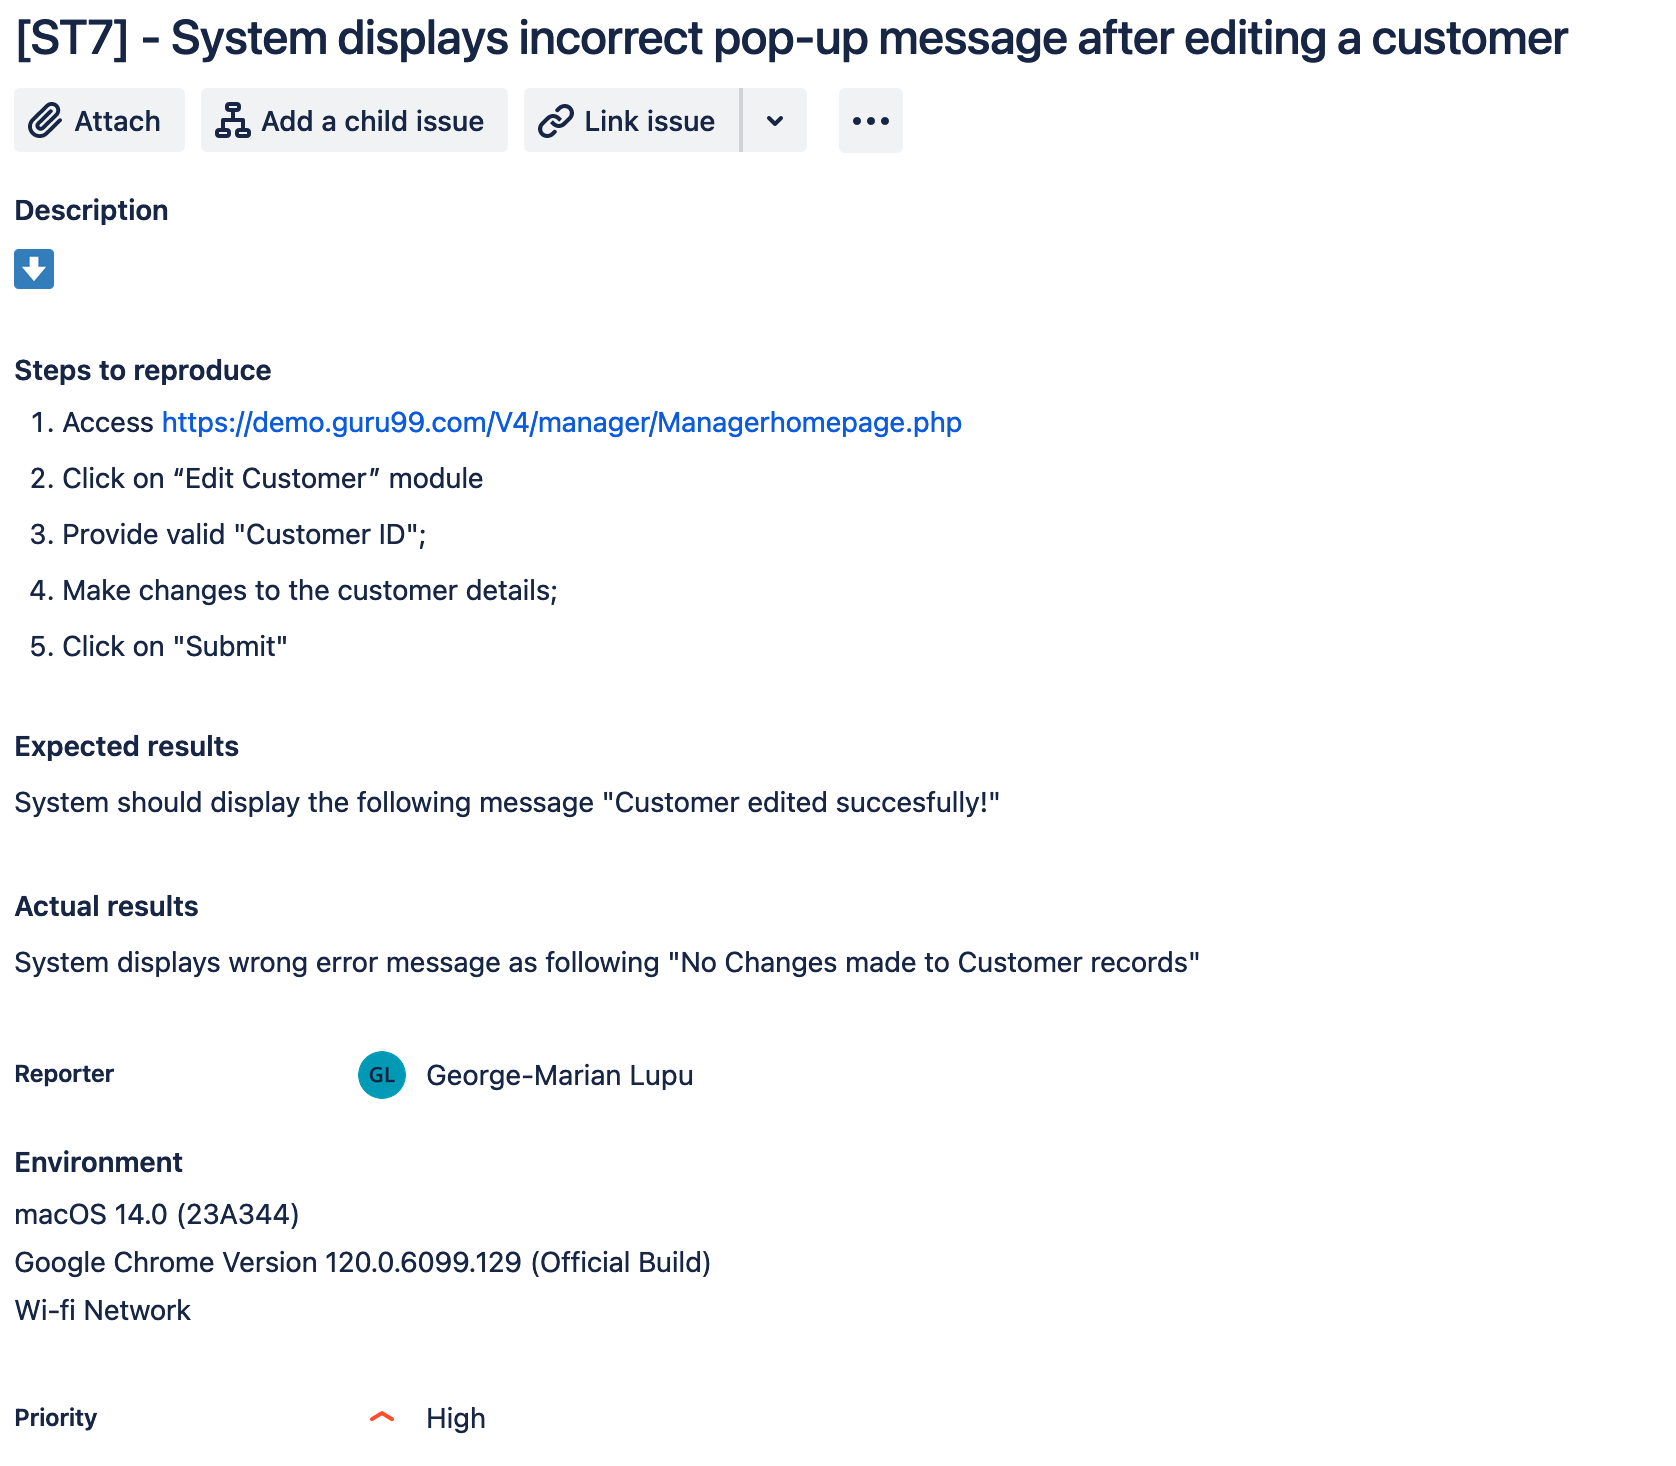 [ST7] - System displays incorrect pop-up message after editing a customer
Attach Add a child issue Link issue
Description
Steps to reproduce
1. Access https://demo.guru99.com/V4/manager/Managerhomepage.php
2. Click on “Edit Customer” module
3. Provide valid "Customer ID";
4. Make changes to the customer details;
5. Click on "Submit"
Expected results
System should display the following message "Customer edited succesfully!"
Actual results
System displays wrong error message as following "No Changes made to Customer records"
Reporter GL George-Marian Lupu
Environment
macOS 14.0 (23A344)
Google Chrome Version 120.0.6099.129 (Official Build)
Wi-fi Network
Priority High